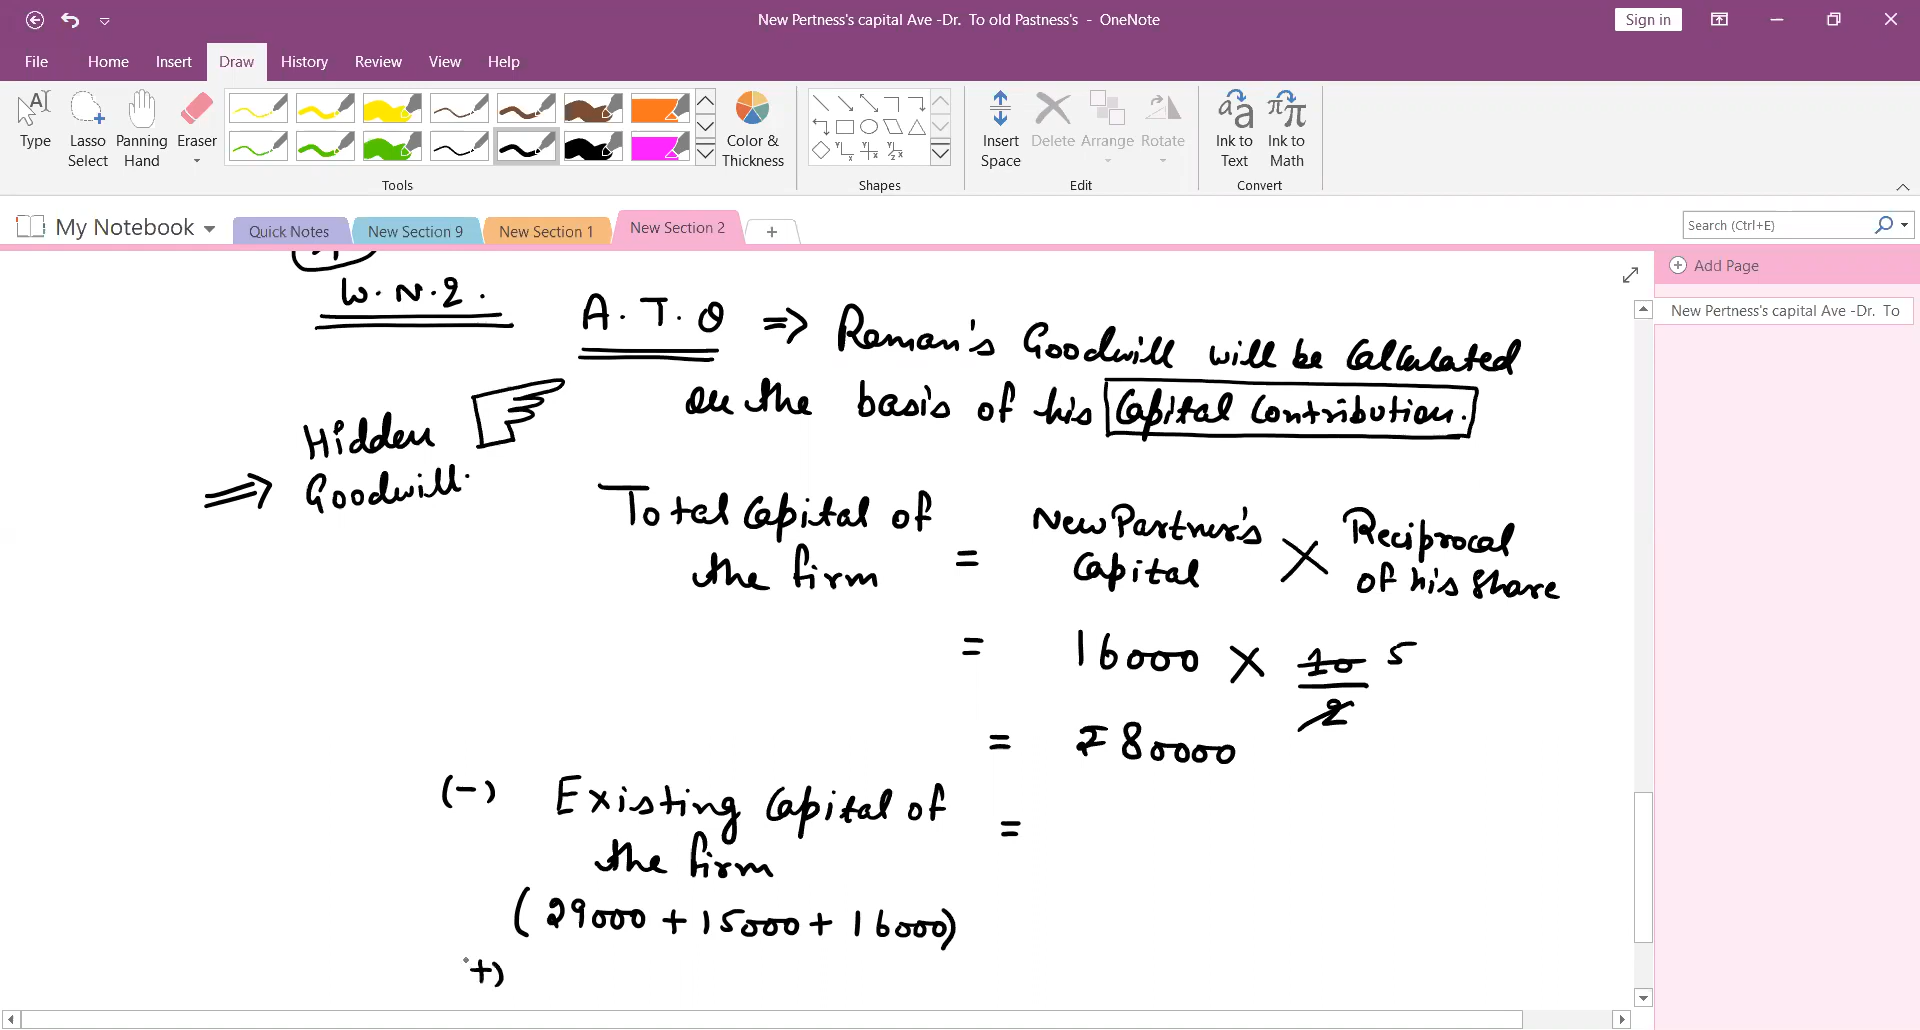 New Pertness's capital Ave -Dr. To old Pastness's - OneNote
Sign in
File Home Insert Draw History Review View Help
Type
Lasso Select
Panning Hand
Eraser
Color & Thickness
Insert Space
Delete
Arrange
Rotate
Ink to Text
Ink to Math
Tools
Shapes
Edit
Convert
My Notebook
Quick Notes
New Section 9
New Section 1
New Section 2
Search (Ctrl+E)
Add Page
New Pertness's capital Ave -Dr. To
W.N.2.
A.T.Q ⇒ Raman's Goodwill will be Calculated
on the basis of his Capital Contribution.
⇒ Hidden
Goodwill.
Total Capital of
the firm = New Partner's
Capital × Reciprocal
of his share
= 16000 × 10/2 5
= ₹80000
(-) Existing Capital of
the firm =
(29000 + 15000 + 16000)
+)